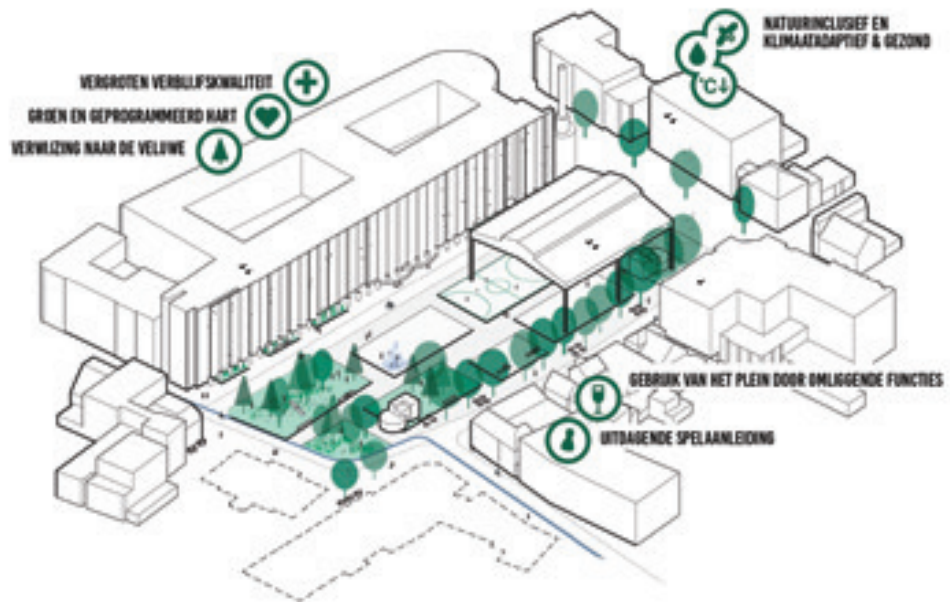 NATUURINCLUSIEF EN
KLIMAATADAPTIEF & GEZOND
°C↓
VERGROTEN VERBLIJFSKWALITEIT
GROEN EN GEPROGRAMMEERD HART
VERWIJZING NAAR DE VELUWE
GEBRUIK VAN HET PLEIN DOOR OMLIGGENDE FUNCTIES
UITDAGENDE SPELAANLEIDING